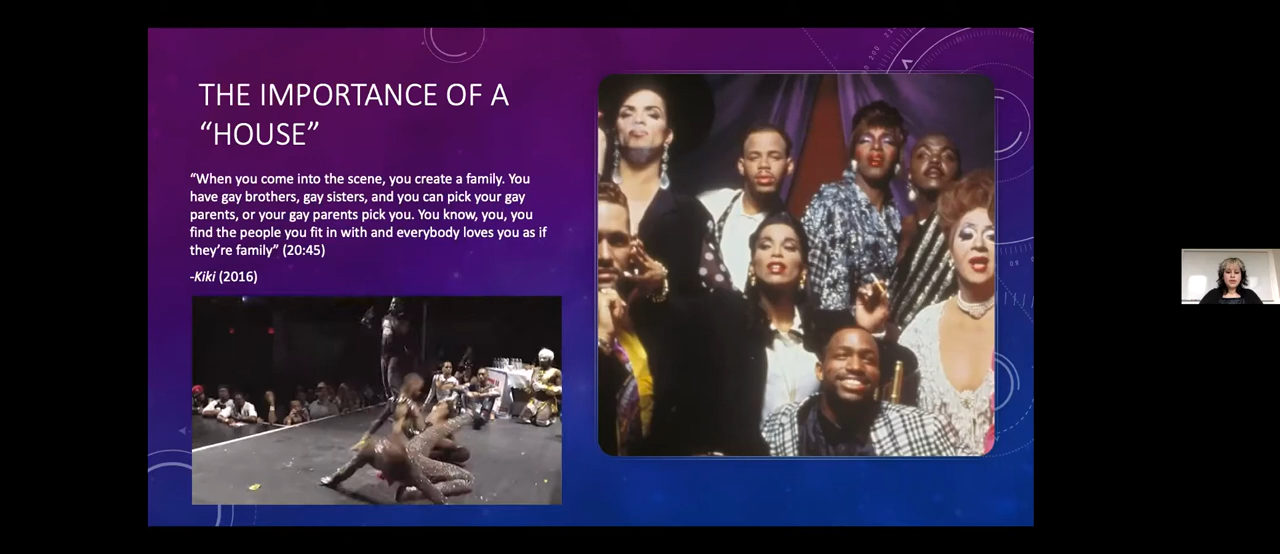 THE IMPORTANCE OF A
“HOUSE”
“When you come into the scene, you create a family. You
have gay brothers, gay sisters, and you can pick your gay
parents, or your gay parents pick you. You know, you, you
find the people you fit in with and everybody loves you as if
they’re family” (20:45)
-Kiki (2016)